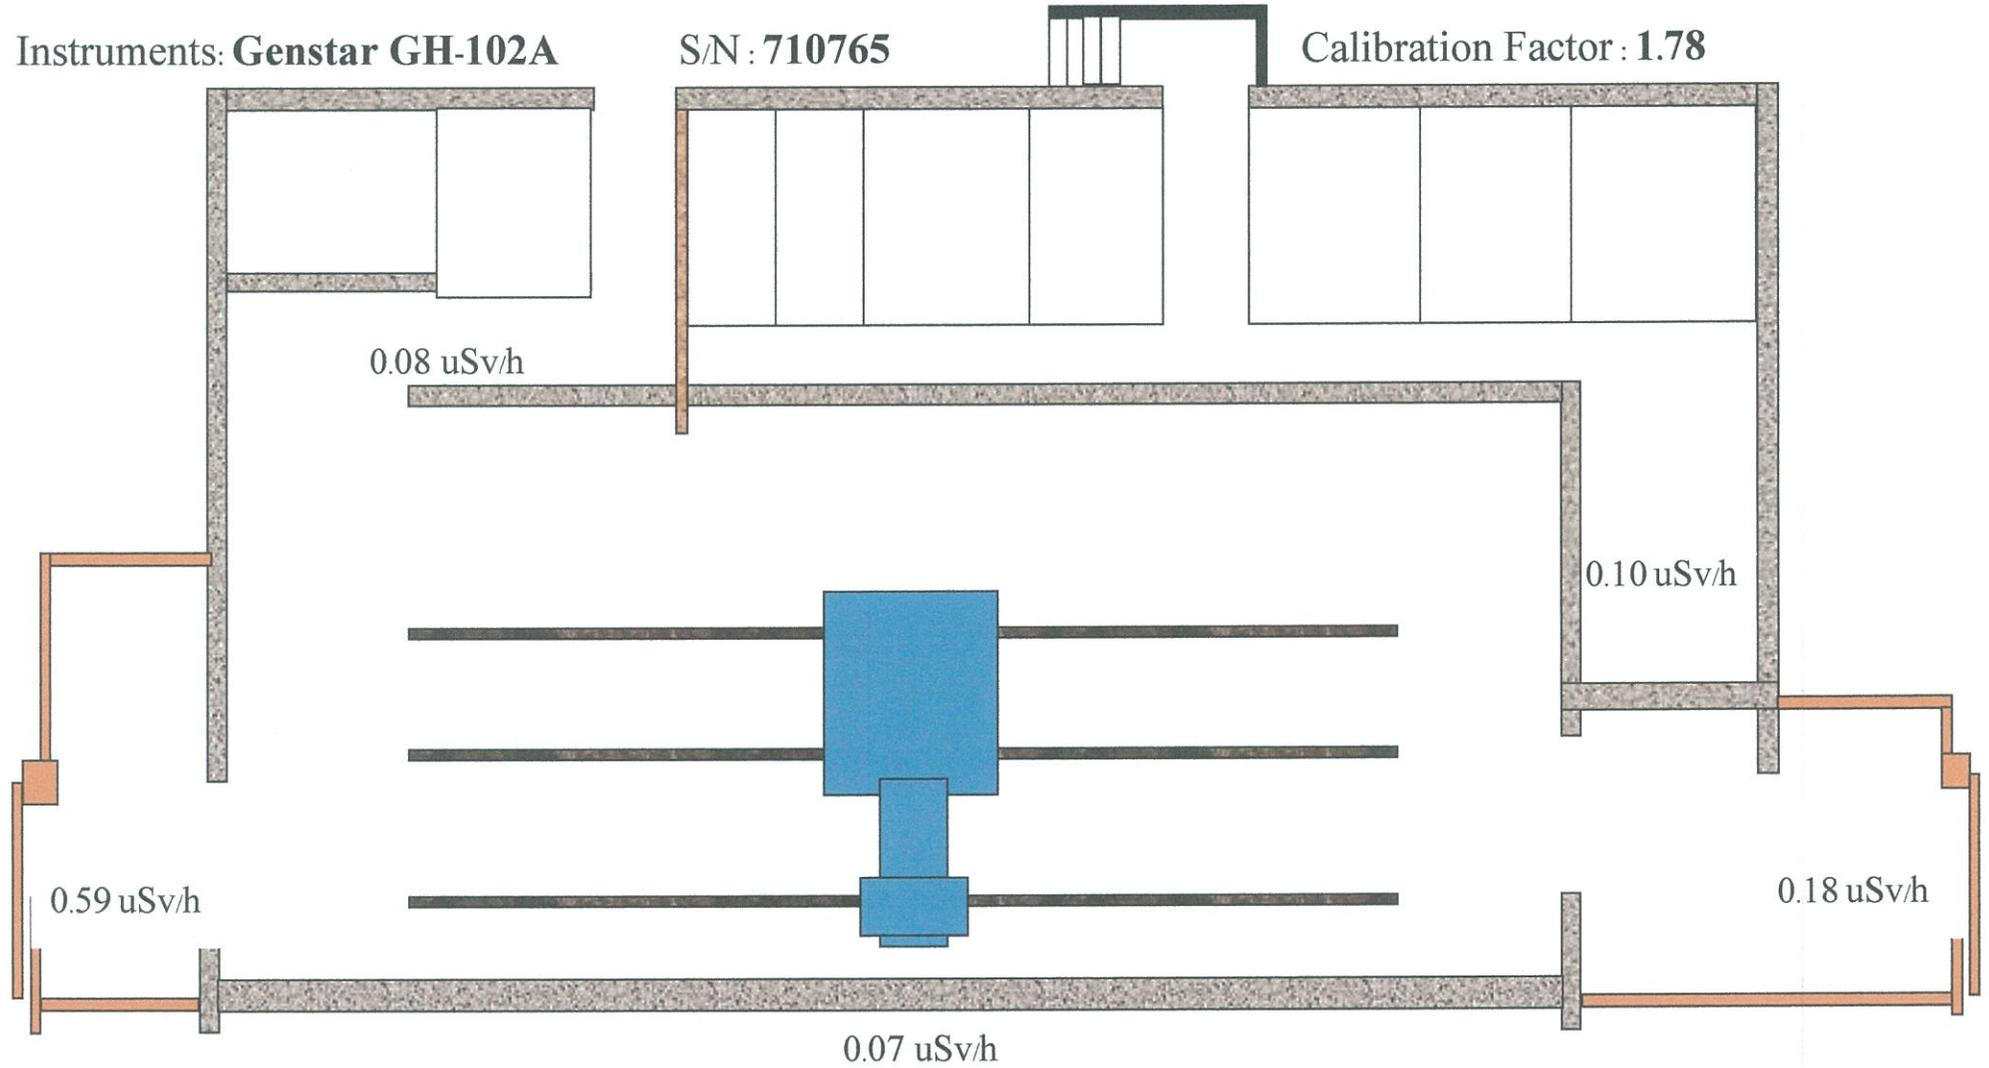 Instruments: Genstar GH-102A S/N : 710765 Calibration Factor : 1.78
0.08 uSv/h
0.10 uSv/h
0.59 uSv/h
0.18 uSv/h
0.07 uSv/h